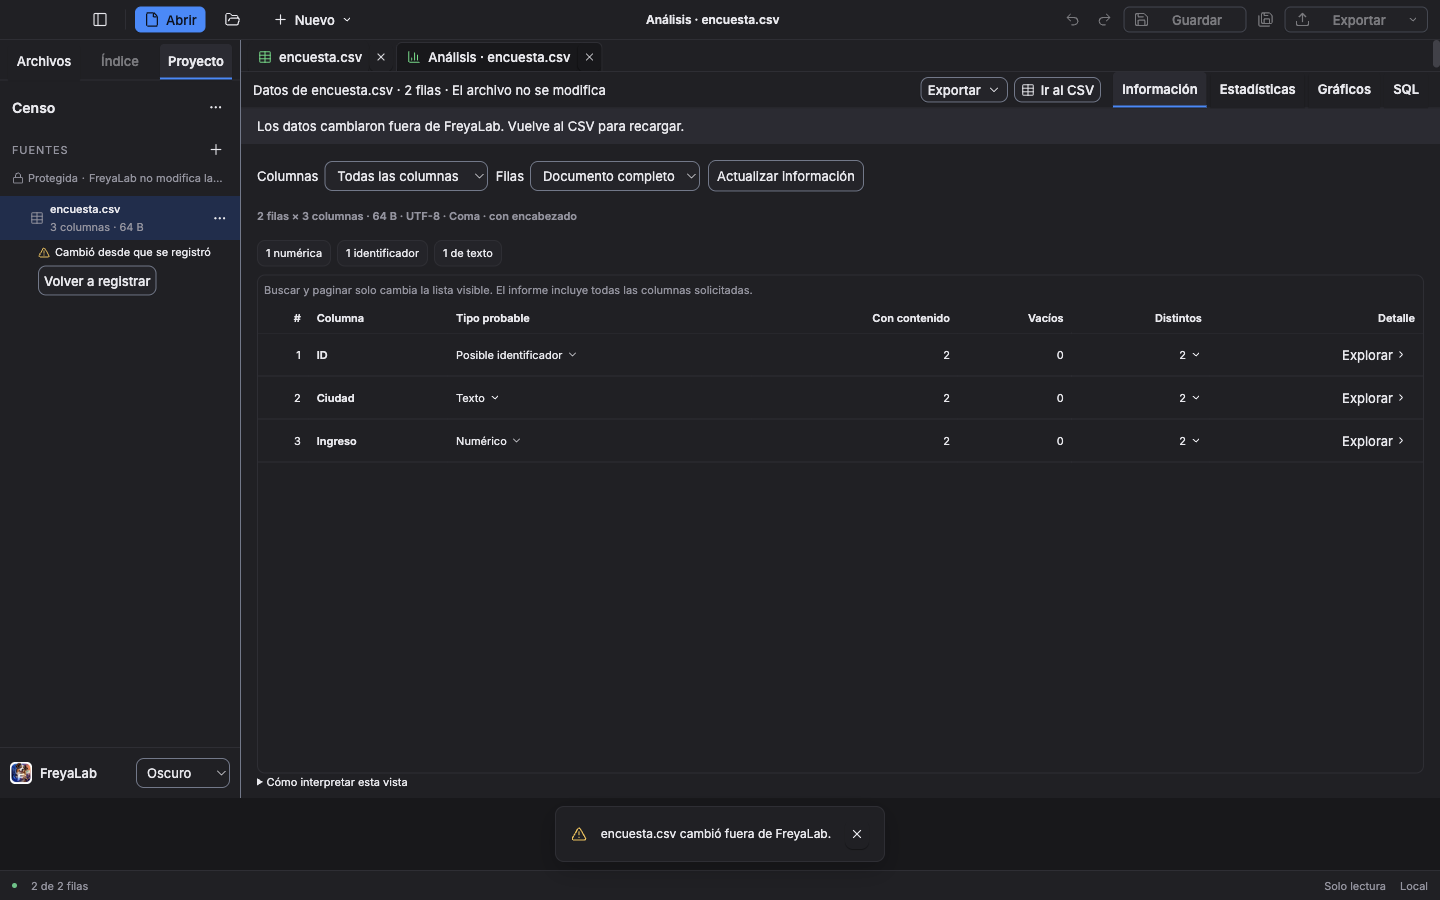 Abrir
Nuevo
Análisis · encuesta.csv
Guardar
Exportar
Archivos
Índice
Proyecto
encuesta.csv
Análisis · encuesta.csv
Datos de encuesta.csv · 2 filas · El archivo no se modifica
Exportar
Ir al CSV
Información
Estadísticas
Gráficos
SQL
Censo
Los datos cambiaron fuera de FreyaLab. Vuelve al CSV para recargar.
FUENTES
Protegida · FreyaLab no modifica la...
encuesta.csv
3 columnas · 64 B
Cambió desde que se registró
Volver a registrar
Columnas
Todas las columnas
Filas
Documento completo
Actualizar información
2 filas × 3 columnas · 64 B · UTF-8 · Coma · con encabezado
1 numérica
1 identificador
1 de texto
Buscar y paginar solo cambia la lista visible. El informe incluye todas las columnas solicitadas.
# Columna Tipo probable Con contenido Vacíos Distintos Detalle
1 ID Posible identificador 2 0 2 Explorar
2 Ciudad Texto 2 0 2 Explorar
3 Ingreso Numérico 2 0 2 Explorar
Cómo interpretar esta vista
FreyaLab
Oscuro
encuesta.csv cambió fuera de FreyaLab.
2 de 2 filas
Solo lectura
Local